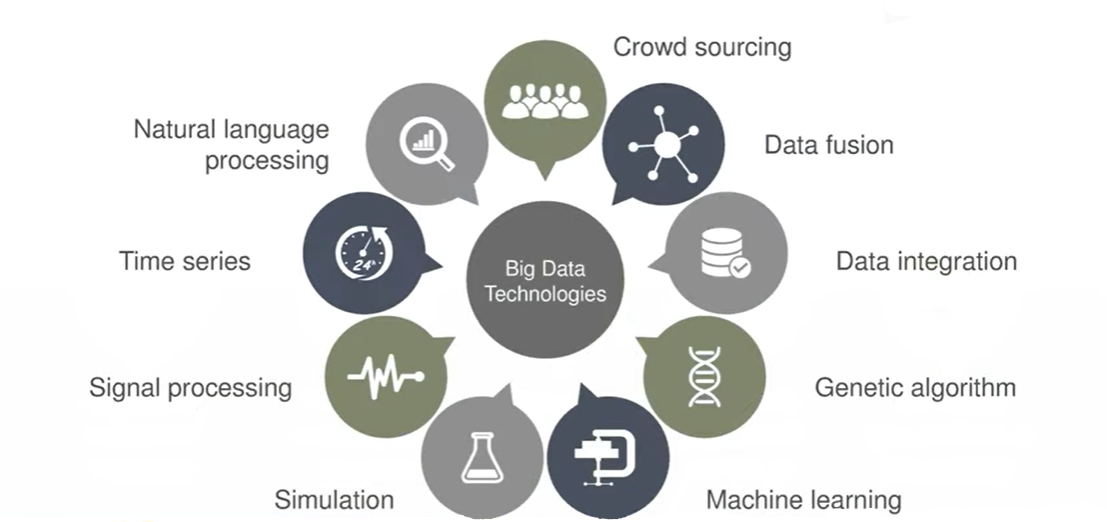 Crowd sourcing
Natural language
processing
Data fusion
Time series
24h
Data integration
Big Data
Technologies
Signal processing
Genetic algorithm
Simulation
Machine learning